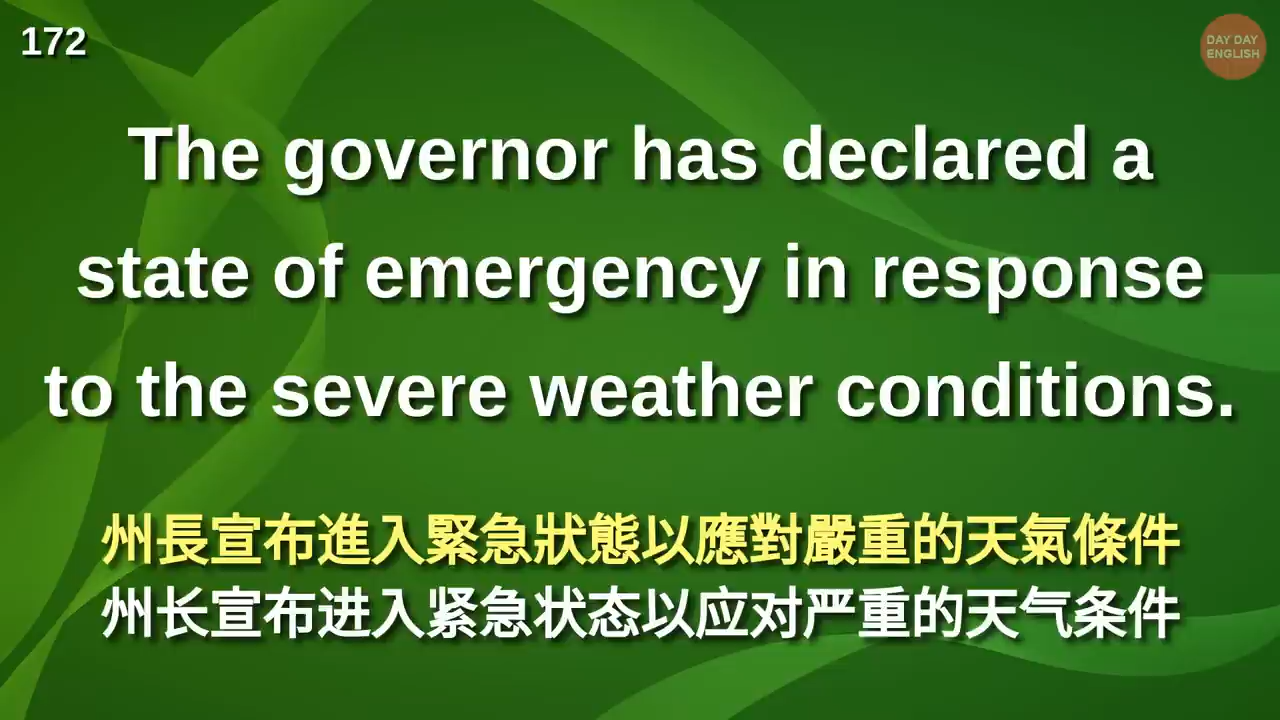 172
DAY DAY
ENGLISH
The governor has declared a
state of emergency in response
to the severe weather conditions.
州長宣布進入緊急狀態以應對嚴重的天氣條件
州长宣布进入紧急状态以应对严重的天气条件